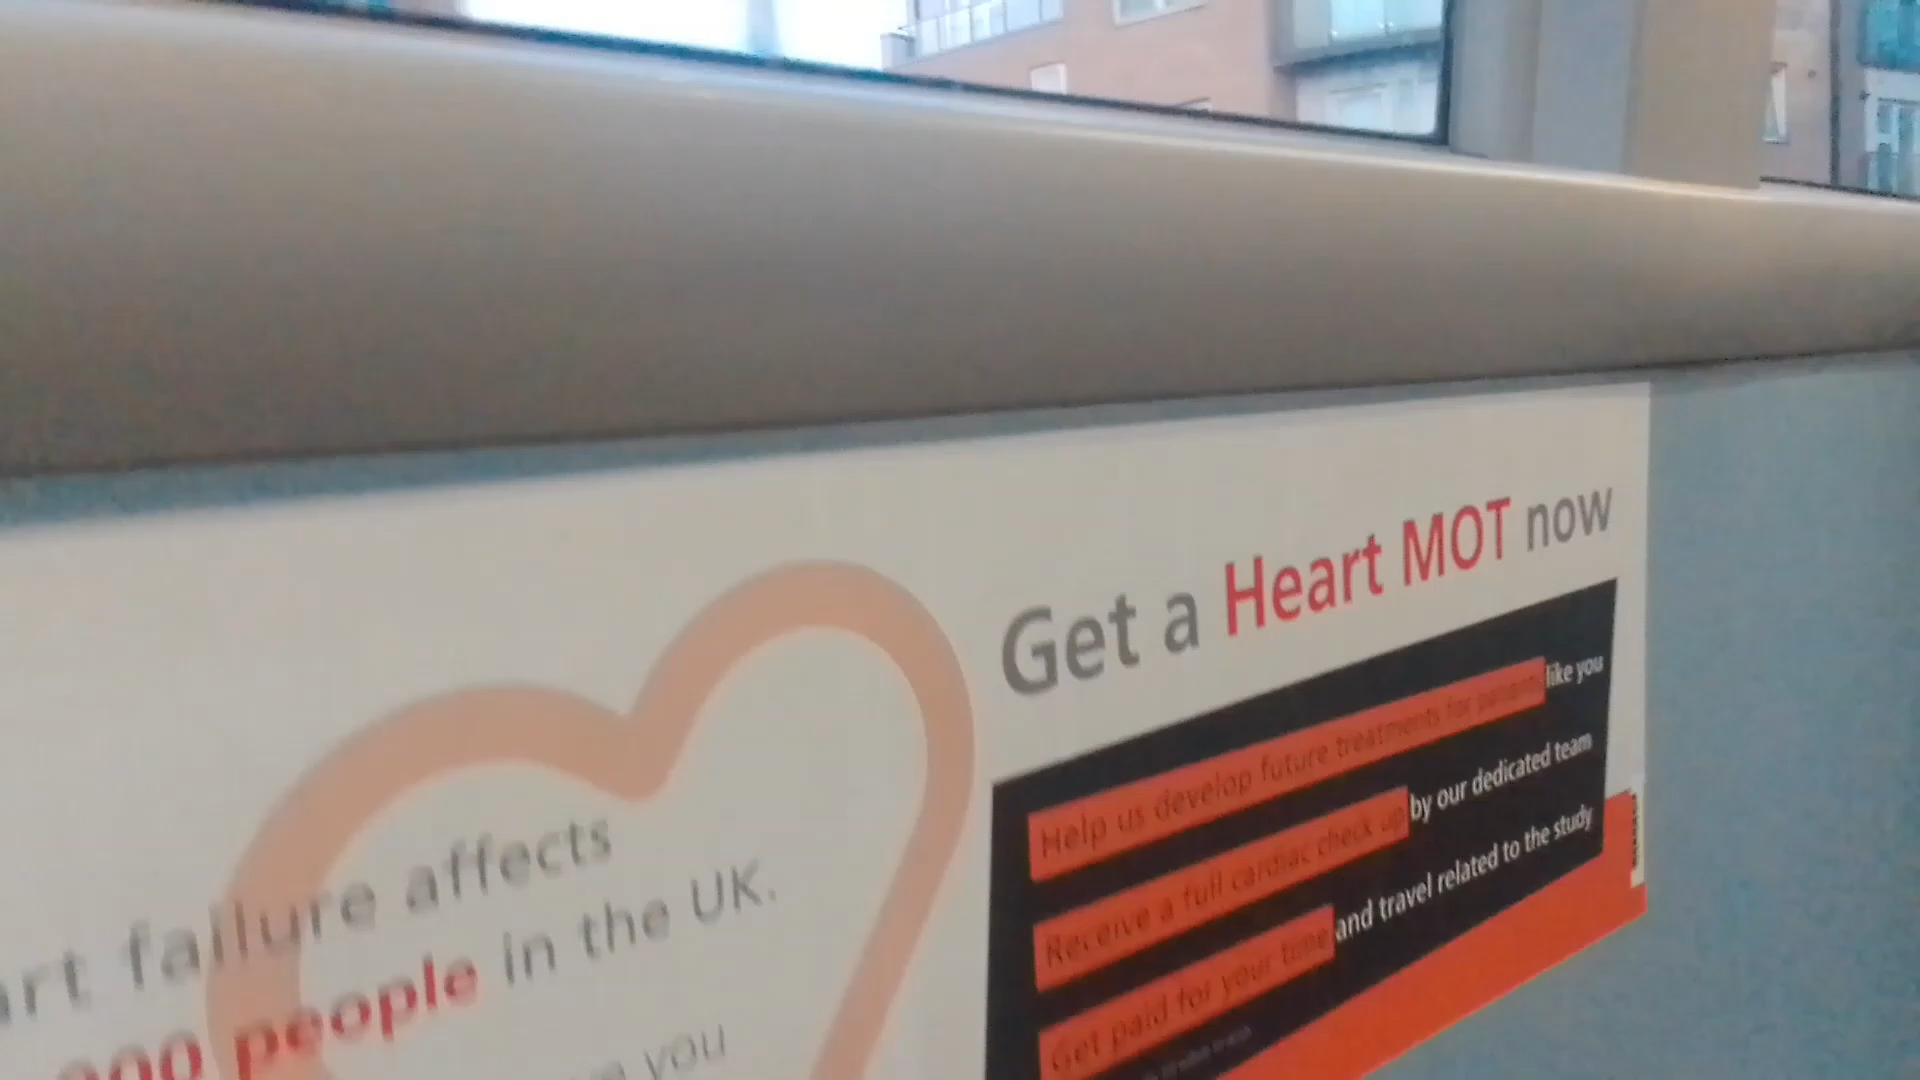 failure affects
people in the UK.
you
Get a Heart MOT now
Help us develop future treatments for patients like you
Receive a full cardiac check up by our dedicated team
Get paid for your time and travel related to the study